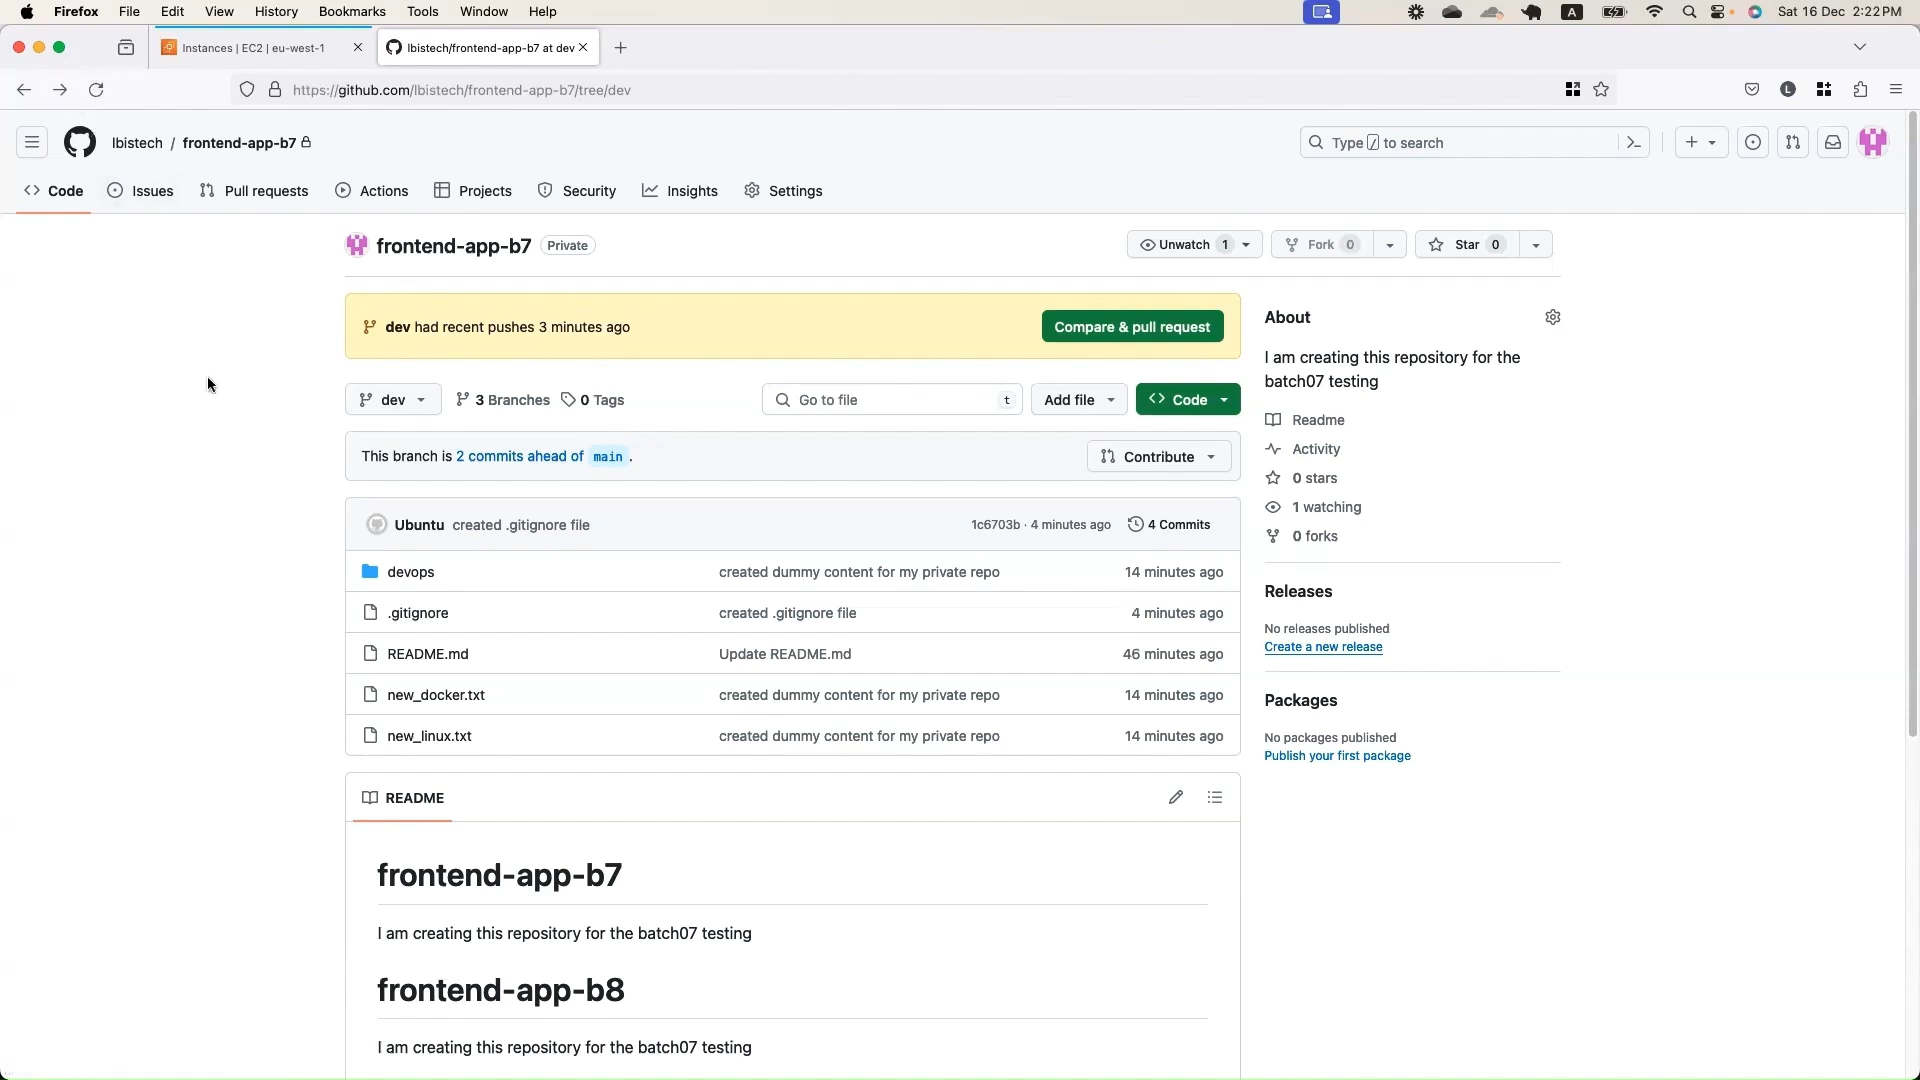 Firefox File Edit View History Bookmarks Tools Window Help A Sat 16 Dec 2:22 PM
Instances | EC2 | eu-west-1
lbistech/frontend-app-b7 at dev
https://github.com/lbistech/frontend-app-b7/tree/dev
L
lbistech / frontend-app-b7
Type / to search
Code Issues Pull requests Actions Projects Security Insights Settings
frontend-app-b7 Private
Unwatch 1 Fork 0 Star 0
dev had recent pushes 3 minutes ago
Compare & pull request
dev 3 Branches 0 Tags
Go to file t Add file Code
This branch is 2 commits ahead of main .
Contribute
Ubuntu created .gitignore file 1c6703b · 4 minutes ago 4 Commits
devops created dummy content for my private repo 14 minutes ago
.gitignore created .gitignore file 4 minutes ago
README.md Update README.md 46 minutes ago
new_docker.txt created dummy content for my private repo 14 minutes ago
new_linux.txt created dummy content for my private repo 14 minutes ago
README
frontend-app-b7
I am creating this repository for the batch07 testing
frontend-app-b8
I am creating this repository for the batch07 testing
About
I am creating this repository for the
batch07 testing
Readme
Activity
0 stars
1 watching
0 forks
Releases
No releases published
Create a new release
Packages
No packages published
Publish your first package